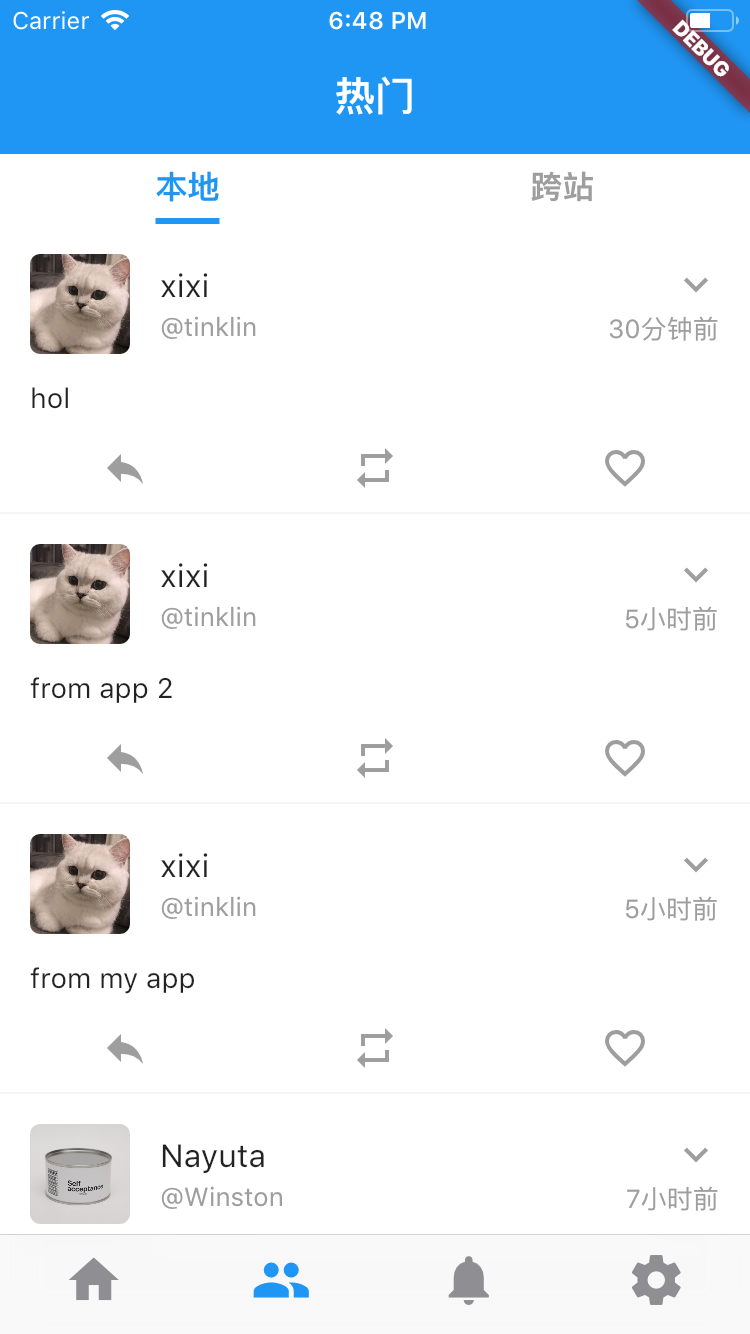 Carrier 6:48 PM
DEBUG
热门
本地 跨站
xixi
@tinklin 30分钟前
hol
xixi
@tinklin 5小时前
from app 2
xixi
@tinklin 5小时前
from my app
Nayuta
@Winston 7小时前
Self
acceptance